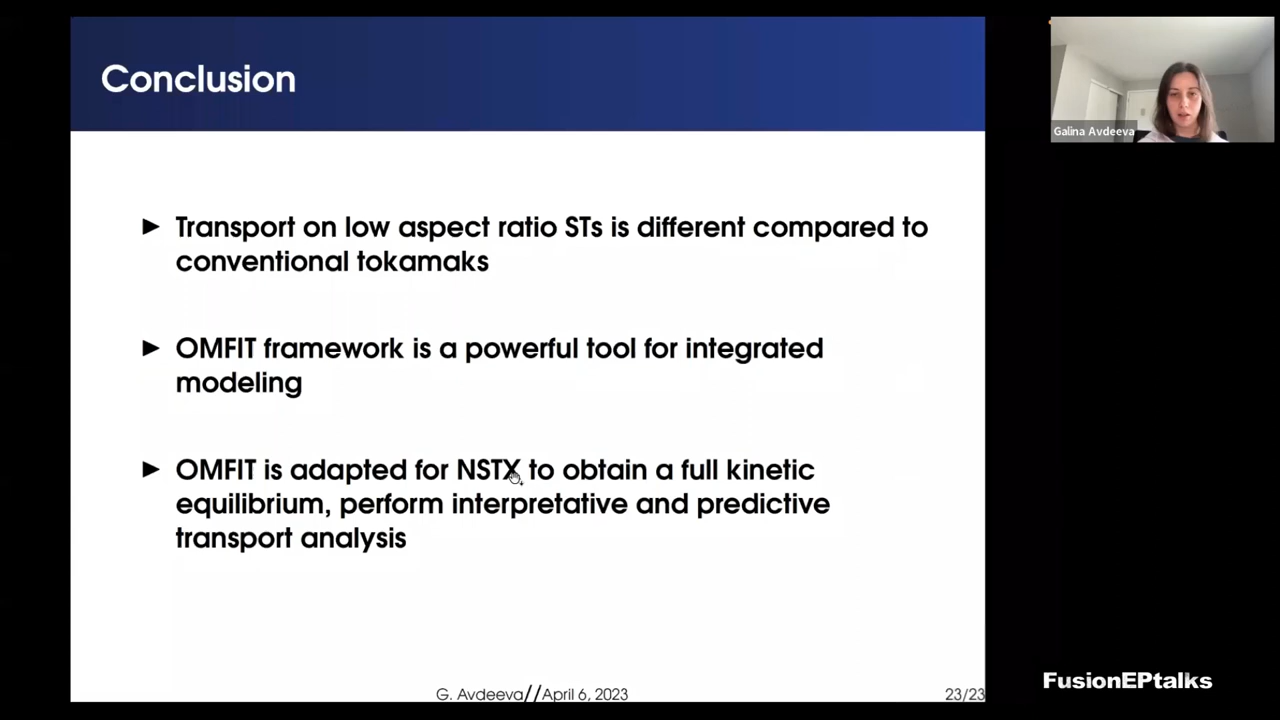 Conclusion
Galina Avdeeva
► Transport on low aspect ratio STs is different compared to
conventional tokamaks
► OMFIT framework is a powerful tool for integrated
modeling
► OMFIT is adapted for NSTX to obtain a full kinetic
equilibrium, perform interpretative and predictive
transport analysis
G. Avdeeva//April 6, 2023
23/23
FusionEPtalks